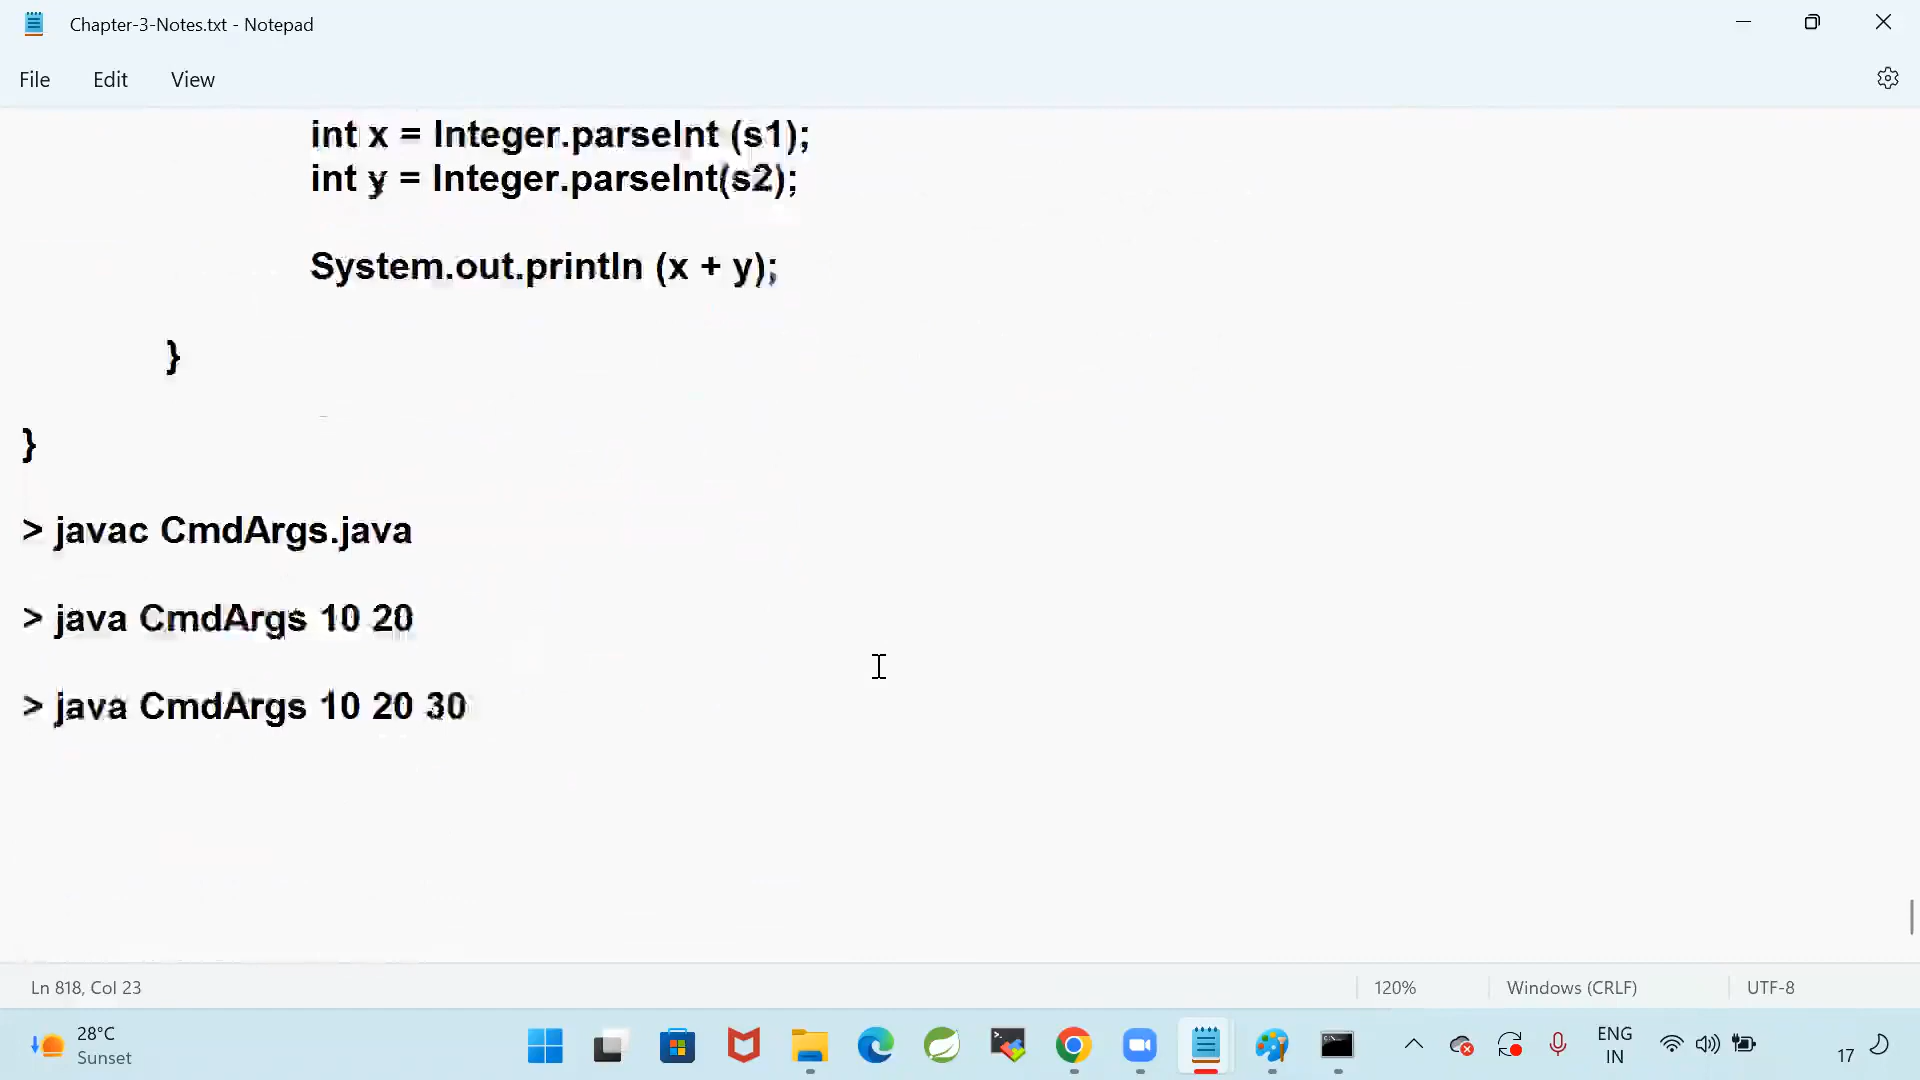 Chapter-3-Notes.txt - Notepad
File Edit View
int x = Integer.parseInt (s1);
int y = Integer.parseInt(s2);
System.out.println (x + y);
}
}
> javac CmdArgs.java
> java CmdArgs 10 20
> java CmdArgs 10 20 30
Ln 818, Col 23 120% Windows (CRLF) UTF-8
28°C
Sunset
ENG
IN
17